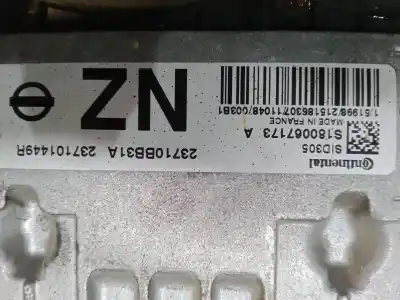 Continental
SID305
S180067173 A
MADE IN FRANCE
23710BB31A 237101449R
NZ